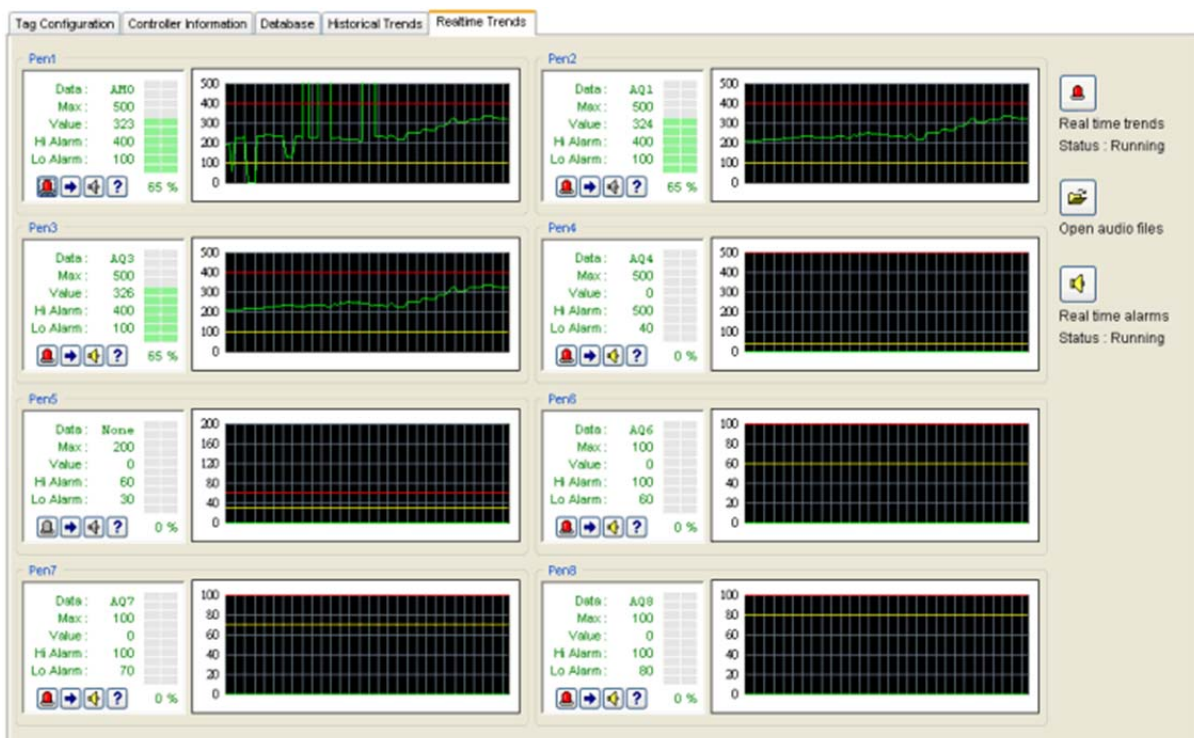 Tag Configuration Controller Information Database Historical Trends Realtime Trends
Pen1
Data : AM0
Max : 500
Value : 323
Hi Alarm : 400
Lo Alarm : 100
? 65 %
500
400
300
200
100
0
Pen2
Data : AQ1
Max : 500
Value : 324
Hi Alarm : 400
Lo Alarm : 100
? 65 %
500
400
300
200
100
0
Real time trends
Status : Running
Open audio files
Real time alarms
Status : Running
Pen3
Data : AQ3
Max : 500
Value : 326
Hi Alarm : 400
Lo Alarm : 100
? 65 %
500
400
300
200
100
0
Pen4
Data : AQ4
Max : 500
Value : 0
Hi Alarm : 500
Lo Alarm : 40
? 0 %
500
400
300
200
100
0
Pen5
Data : None
Max : 200
Value : 0
Hi Alarm : 60
Lo Alarm : 30
? 0 %
200
160
120
80
40
0
Pen6
Data : AQ6
Max : 100
Value : 0
Hi Alarm : 100
Lo Alarm : 60
? 0 %
100
80
60
40
20
0
Pen7
Data : AQ7
Max : 100
Value : 0
Hi Alarm : 100
Lo Alarm : 70
? 0 %
100
80
60
40
20
0
Pen8
Data : AQ8
Max : 100
Value : 0
Hi Alarm : 100
Lo Alarm : 80
? 0 %
100
80
60
40
20
0